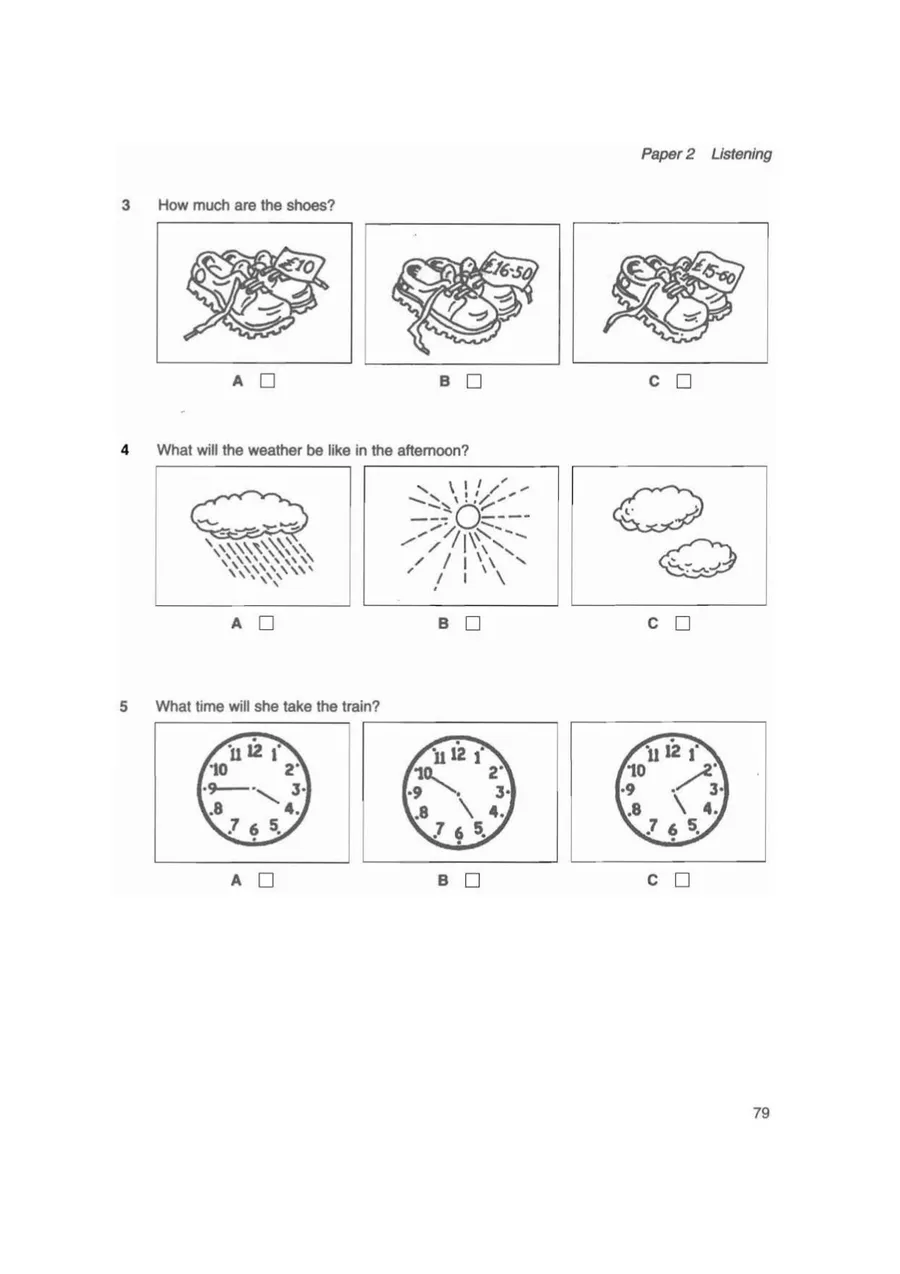 Paper 2 Listening
3 How much are the shoes?
£10 £16-50 £15-60
A B C
4 What will the weather be like in the afternoon?
A B C
5 What time will she take the train?
11 12 1 11 12 1 11 12 1
10 2 10 2 10 2
9 3 9 3 9 3
8 4 8 4 8 4
7 6 5 7 6 5 7 6 5
A B C
79